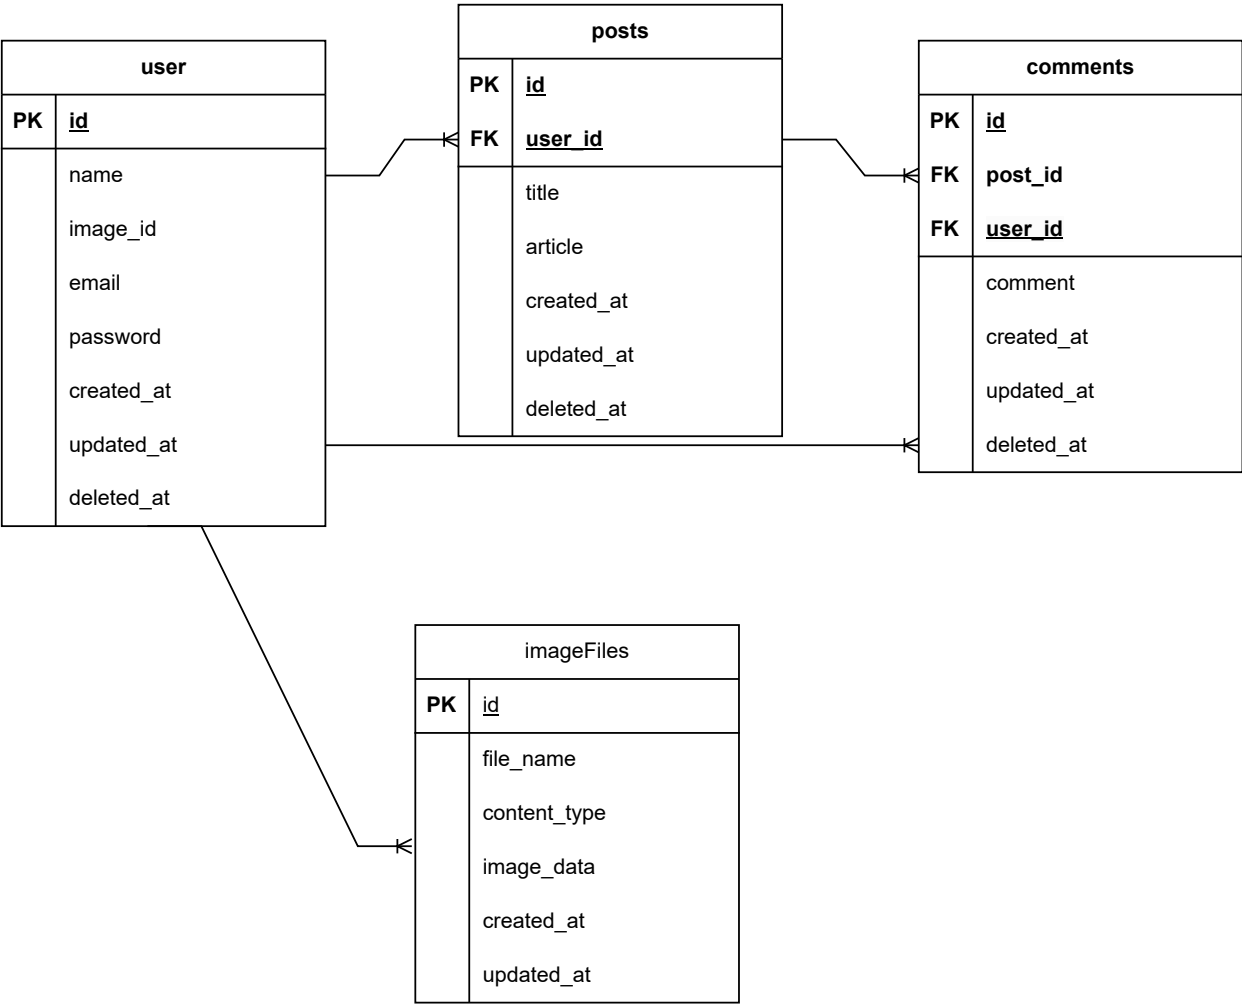 user
PK id
name
image_id
email
password
created_at
updated_at
deleted_at
posts
PK id
FK user_id
title
article
created_at
updated_at
deleted_at
comments
PK id
FK post_id
FK user_id
comment
created_at
updated_at
deleted_at
imageFiles
PK id
file_name
content_type
image_data
created_at
updated_at